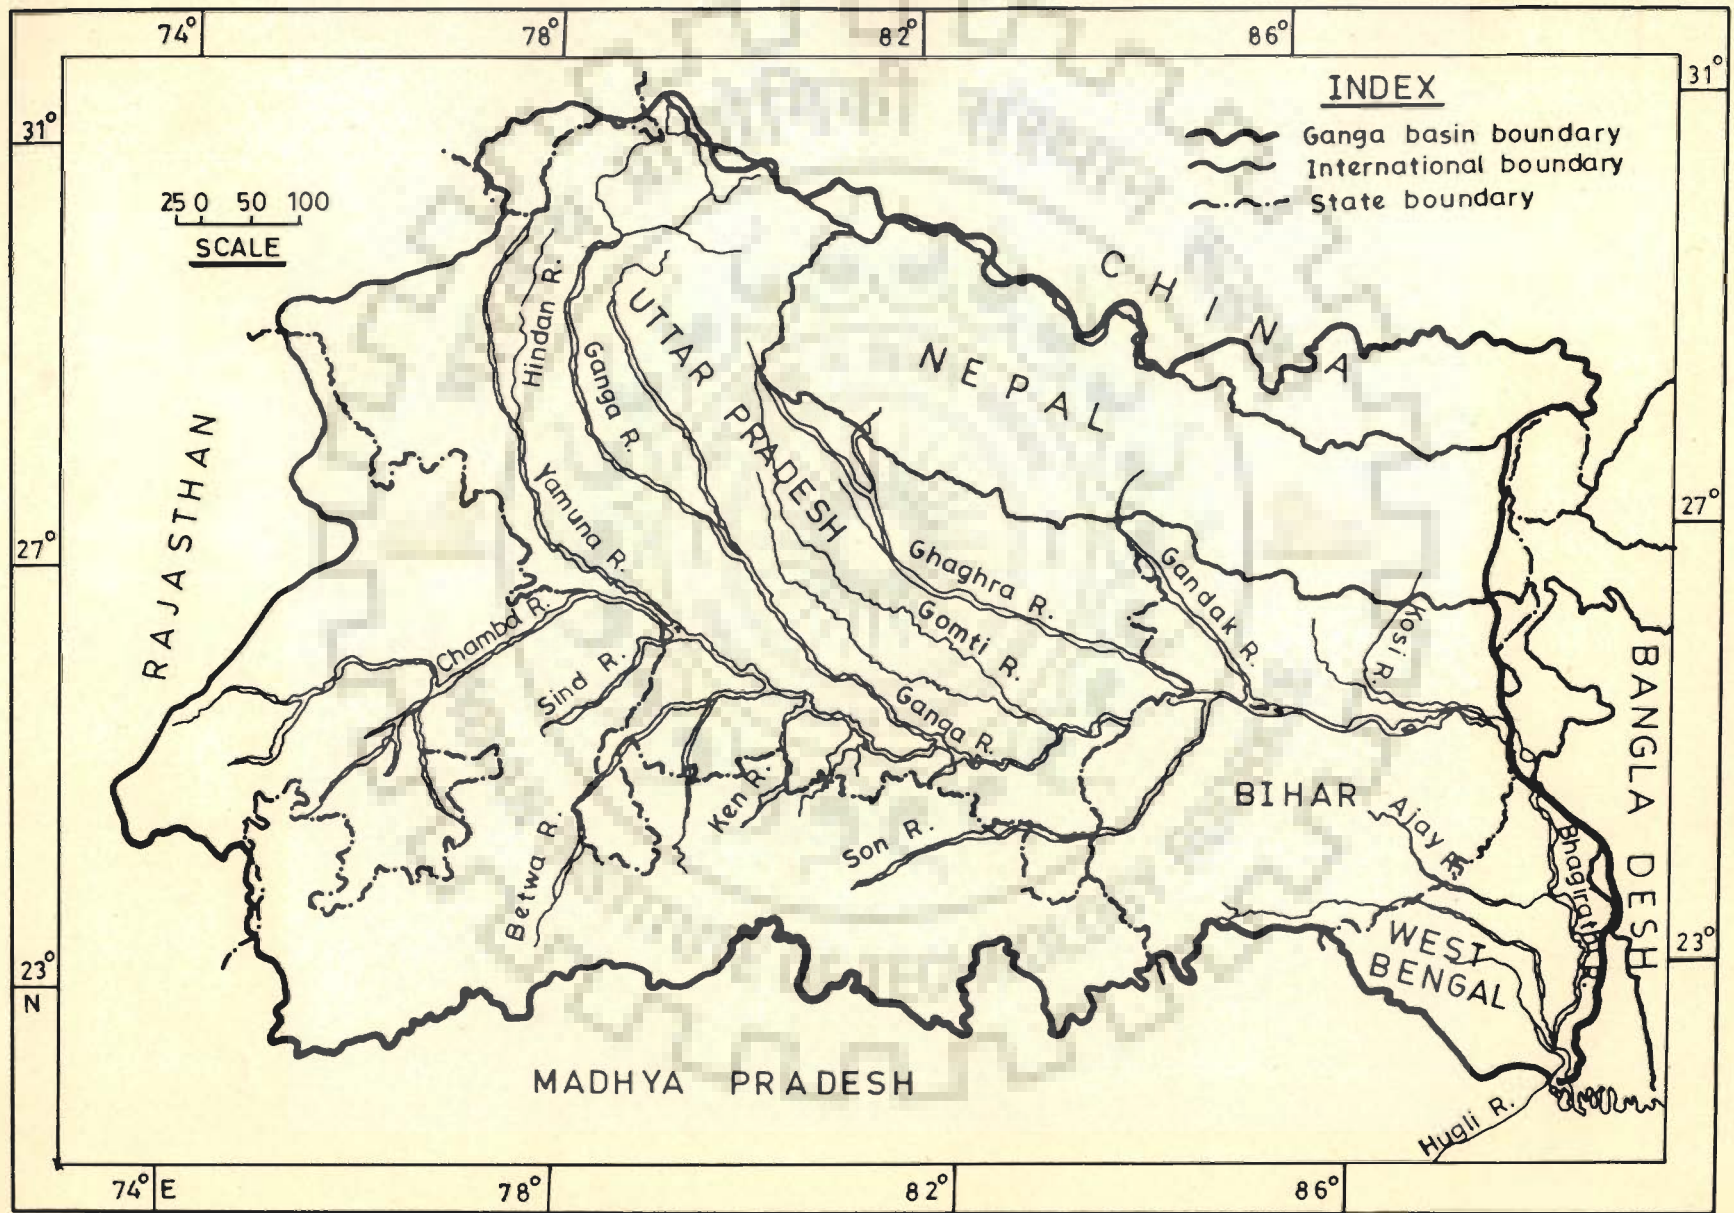 74°
78°
82°
86°
31°
31°
INDEX
Ganga basin boundary
International boundary
State boundary
25 0 50 100
SCALE
CHINA
NEPAL
UTTAR PRADESH
Hindan R.
Ganga R.
RAJASTHAN
Yamuna R.
27°
27°
Ghaghra R.
Gandak R.
Kosi R.
Gomti R.
Chambal R.
Sind R.
Ganga R.
BANGLA DESH
Ken R.
BIHAR
Ajay R.
Son R.
Betwa R.
Bhagirathi R.
WEST
BENGAL
23°
N
23°
MADHYA PRADESH
Hugli R.
74° E
78°
82°
86°